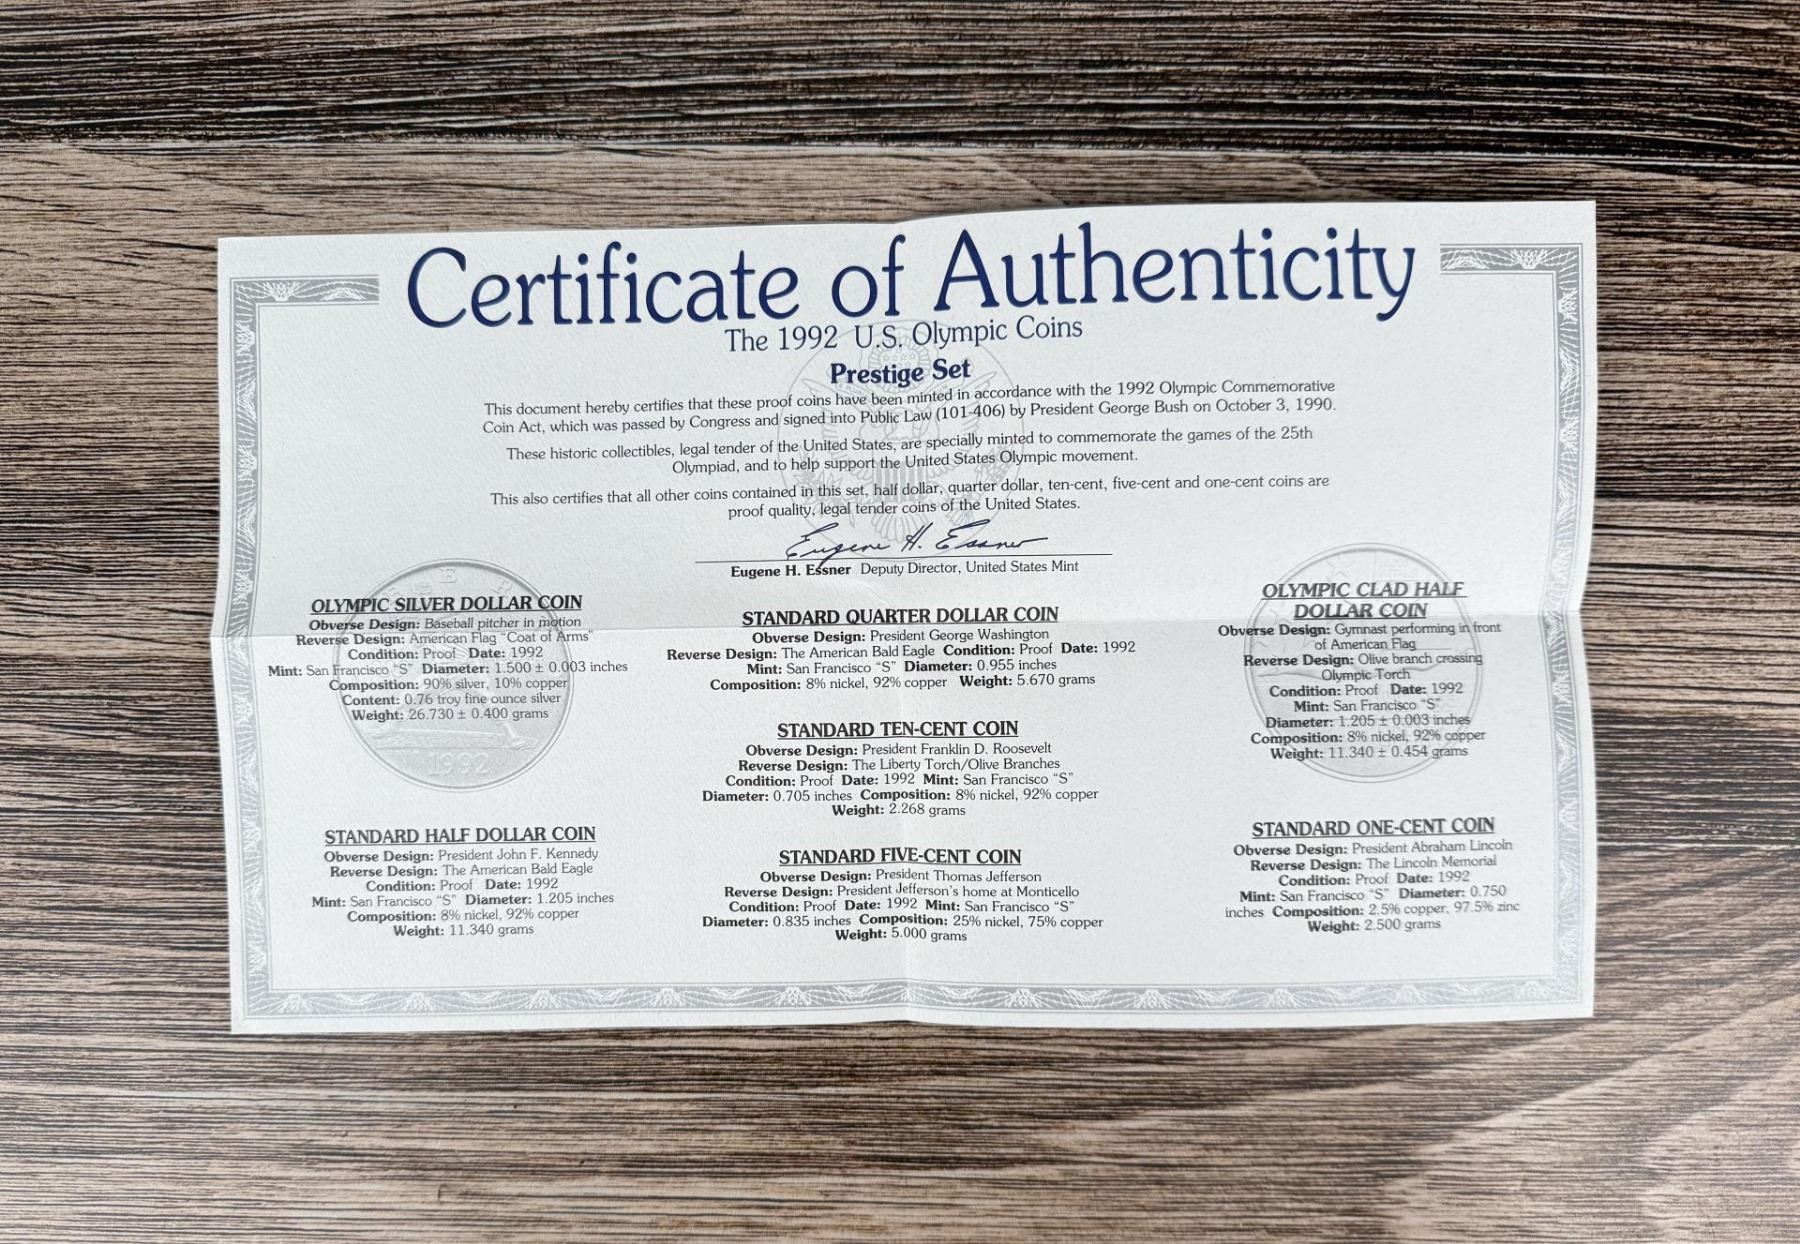 Certificate of Authenticity
The 1992 U.S. Olympic Coins
Prestige Set
This document hereby certifies that these proof coins have been minted in accordance with the 1992 Olympic Commemorative
Coin Act, which was passed by Congress and signed into Public Law (101-406) by President George Bush on October 3, 1990.
These historic collectibles, legal tender of the United States, are specially minted to commemorate the games of the 25th
Olympiad, and to help support the United States Olympic movement.
This also certifies that all other coins contained in this set, half dollar, quarter dollar, ten-cent, five-cent and one-cent coins are
proof quality, legal tender coins of the United States.
Eugene H. Essner
Eugene H. Essner Deputy Director, United States Mint
OLYMPIC SILVER DOLLAR COIN
Obverse Design: Baseball pitcher in motion
Reverse Design: American Flag "Coat of Arms"
Condition: Proof Date: 1992
Mint: San Francisco "S" Diameter: 1.500 ± 0.003 inches
Composition: 90% silver, 10% copper
Content: 0.76 troy fine ounce silver
Weight: 26.730 ± 0.400 grams
1992
STANDARD HALF DOLLAR COIN
Obverse Design: President John F. Kennedy
Reverse Design: The American Bald Eagle
Condition: Proof Date: 1992
Mint: San Francisco "S" Diameter: 1.205 inches
Composition: 8% nickel, 92% copper
Weight: 11.340 grams
STANDARD QUARTER DOLLAR COIN
Obverse Design: President George Washington
Reverse Design: The American Bald Eagle Condition: Proof Date: 1992
Mint: San Francisco "S" Diameter: 0.955 inches
Composition: 8% nickel, 92% copper Weight: 5.670 grams
STANDARD TEN-CENT COIN
Obverse Design: President Franklin D. Roosevelt
Reverse Design: The Liberty Torch/Olive Branches
Condition: Proof Date: 1992 Mint: San Francisco "S"
Diameter: 0.705 inches Composition: 8% nickel, 92% copper
Weight: 2.268 grams
STANDARD FIVE-CENT COIN
Obverse Design: President Thomas Jefferson
Reverse Design: President Jefferson's home at Monticello
Condition: Proof Date: 1992 Mint: San Francisco "S"
Diameter: 0.835 inches Composition: 25% nickel, 75% copper
Weight: 5.000 grams
OLYMPIC CLAD HALF
DOLLAR COIN
Obverse Design: Gymnast performing in front
of American Flag
Reverse Design: Olive branch crossing
Olympic Torch
Condition: Proof Date: 1992
Mint: San Francisco "S"
Diameter: 1.205 ± 0.003 inches
Composition: 8% nickel, 92% copper
Weight: 11.340 ± 0.454 grams
STANDARD ONE-CENT COIN
Obverse Design: President Abraham Lincoln
Reverse Design: The Lincoln Memorial
Condition: Proof Date: 1992
Mint: San Francisco "S" Diameter: 0.750
inches Composition: 2.5% copper, 97.5% zinc
Weight: 2.500 grams